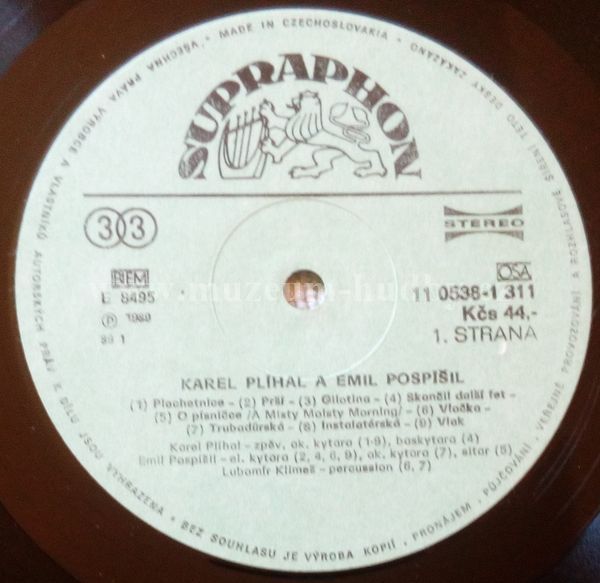 VŠECHNA PRÁVA VÝROBCE A VLASTNÍKŮ AUTORSKÝCH PRÁV K DÍLU JSOU VYHRAZENA • BEZ SOUHLASU JE VÝROBA KOPIÍ, PRONÁJEM, PŮJČOVÁNÍ, VEŘEJNÉ PROVOZOVÁNÍ A ROZHLASOVÉ ŠÍŘENÍ TÉTO DESKY ZAKÁZÁNO • MADE IN CZECHOSLOVAKIA •
SUPRAPHON
33
STEREO
OSA
L 8495
11 0538-1 311
Ⓟ 1989
Kčs 44,-
89 1
1. STRANA
KAREL PLÍHAL A EMIL POSPÍŠIL
(1) Plachetnice - (2) Prší - (3) Gilotina - (4) Skončil další fet -
(5) O písničce /A Misty Moisty Morning/ - (6) Vločka -
(7) Trubadúrská - (8) Instalatérská - (9) Vlak
Karel Plíhal - zpěv, ak. kytara (1-9), baskytara (4)
Emil Pospíšil - el. kytara (2, 4, 6, 9), ak. kytara (7), sitar (5)
Lubomír Klimeš - percussion (6, 7)